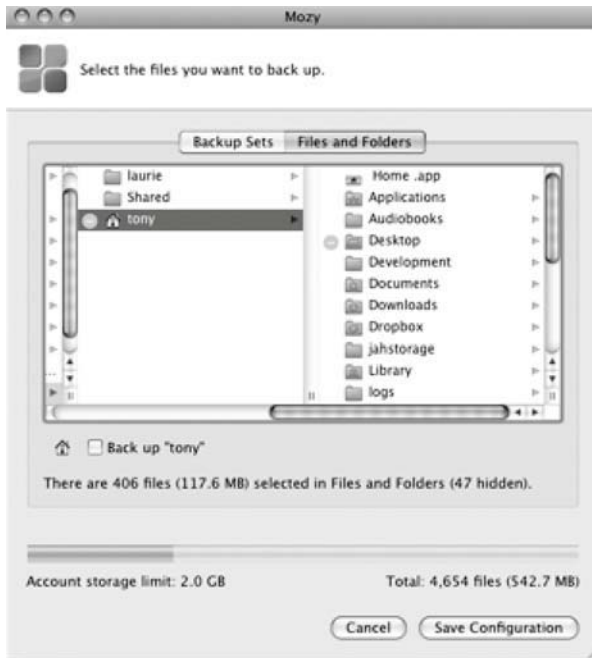 Mozy
Select the files you want to back up.
Backup Sets Files and Folders
laurie
Shared
tony
Home .app
Applications
Audiobooks
Desktop
Development
Documents
Downloads
Dropbox
jahstorage
Library
logs
...
Back up "tony"
There are 406 files (117.6 MB) selected in Files and Folders (47 hidden).
Account storage limit: 2.0 GB Total: 4,654 files (542.7 MB)
Cancel Save Configuration